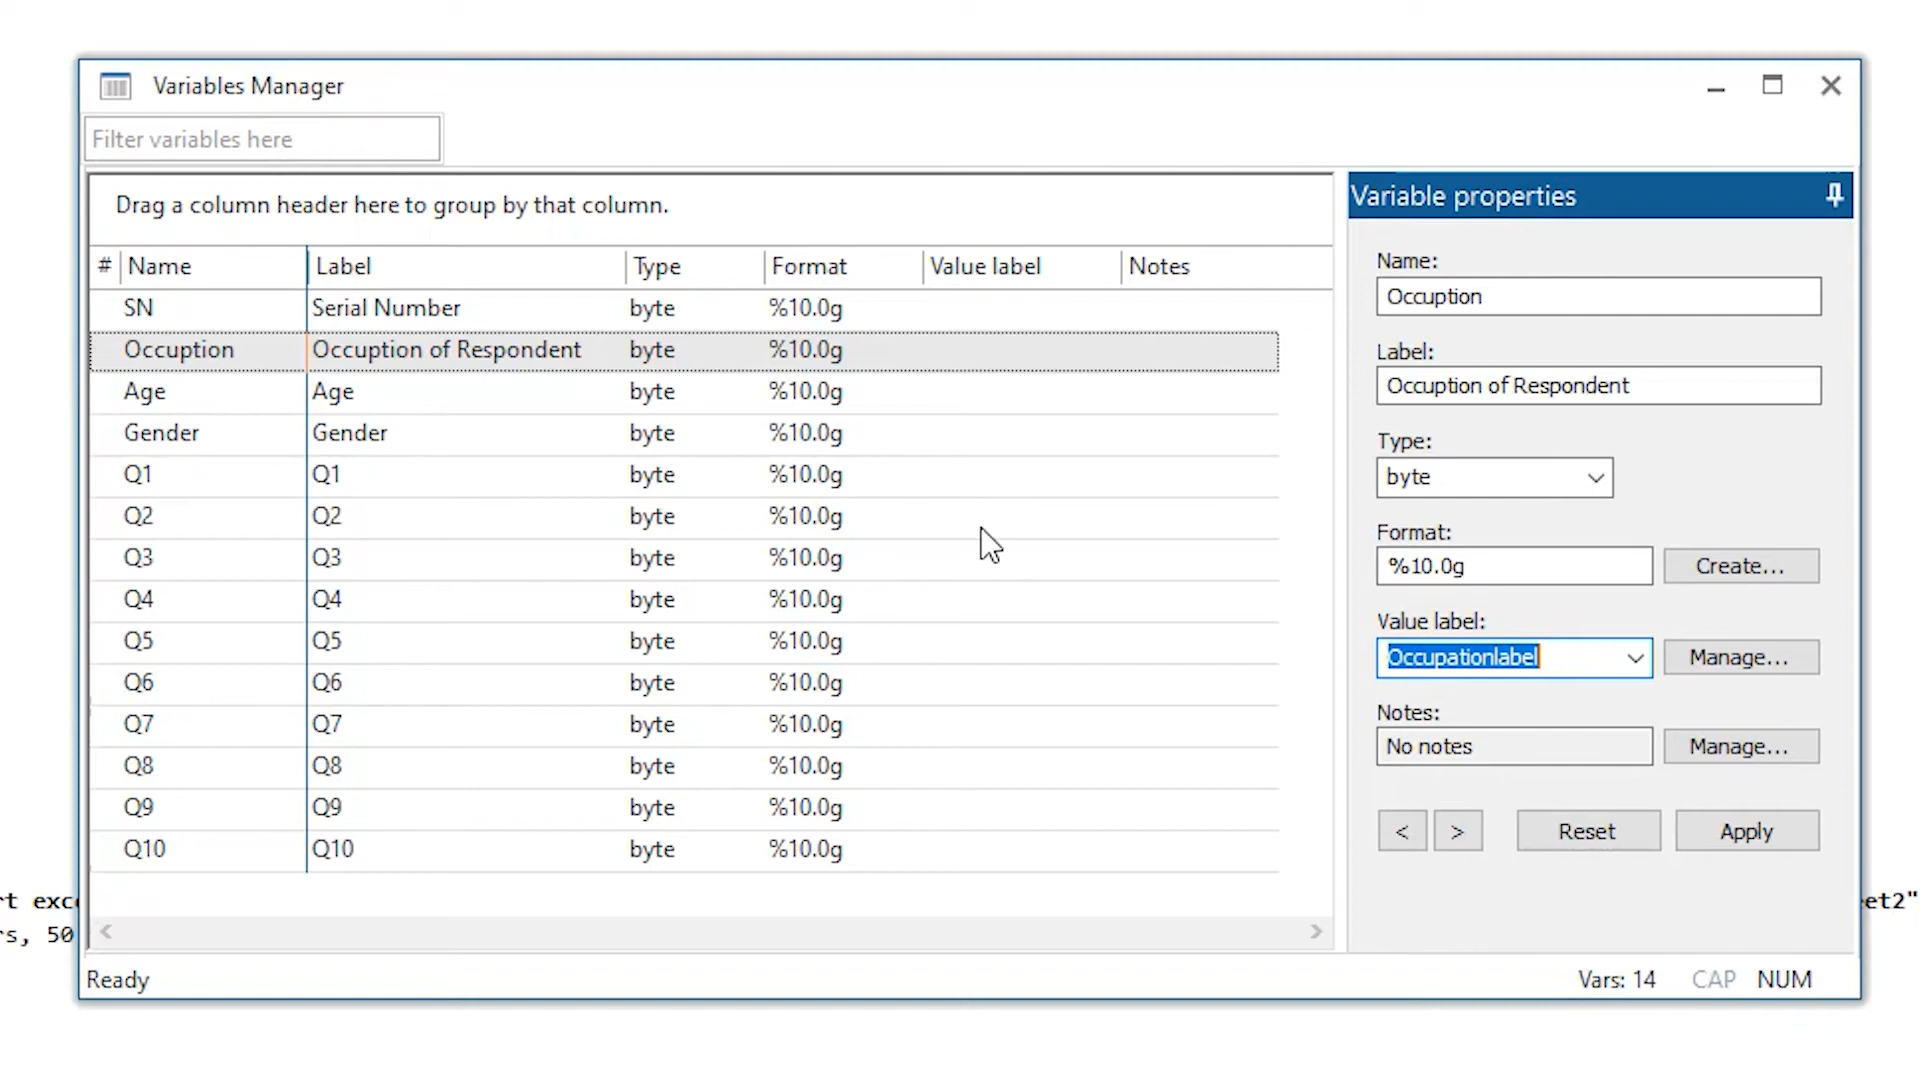 Variables Manager
Filter variables here
Drag a column header here to group by that column.
# Name Label Type Format Value label Notes
SN Serial Number byte %10.0g
Occuption Occuption of Respondent byte %10.0g
Age Age byte %10.0g
Gender Gender byte %10.0g
Q1 Q1 byte %10.0g
Q2 Q2 byte %10.0g
Q3 Q3 byte %10.0g
Q4 Q4 byte %10.0g
Q5 Q5 byte %10.0g
Q6 Q6 byte %10.0g
Q7 Q7 byte %10.0g
Q8 Q8 byte %10.0g
Q9 Q9 byte %10.0g
Q10 Q10 byte %10.0g
Variable properties
Name:
Occuption
Label:
Occuption of Respondent
Type:
byte
Format:
%10.0g Create...
Value label:
Occupationlabel Manage...
Notes:
No notes Manage...
< > Reset Apply
rt exc
et2"
rs, 50
Ready Vars: 14 CAP NUM